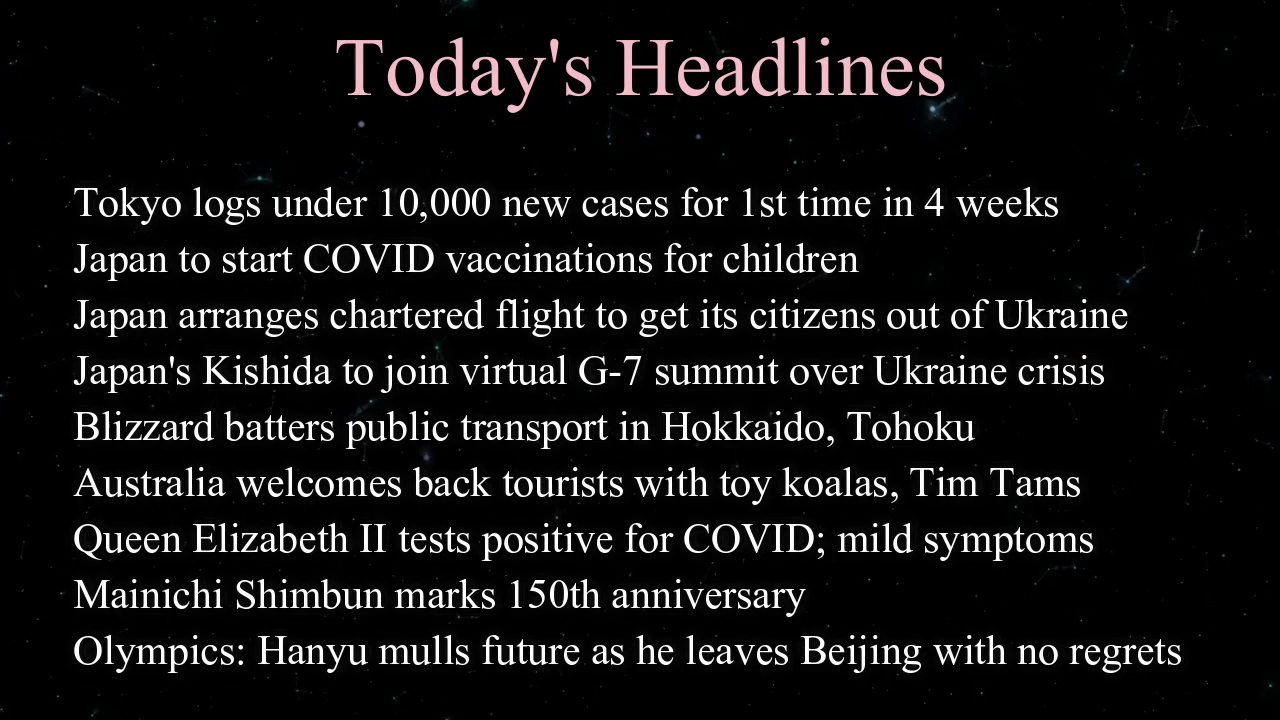 Today's Headlines
Tokyo logs under 10,000 new cases for 1st time in 4 weeks
Japan to start COVID vaccinations for children
Japan arranges chartered flight to get its citizens out of Ukraine
Japan's Kishida to join virtual G-7 summit over Ukraine crisis
Blizzard batters public transport in Hokkaido, Tohoku
Australia welcomes back tourists with toy koalas, Tim Tams
Queen Elizabeth II tests positive for COVID; mild symptoms
Mainichi Shimbun marks 150th anniversary
Olympics: Hanyu mulls future as he leaves Beijing with no regrets